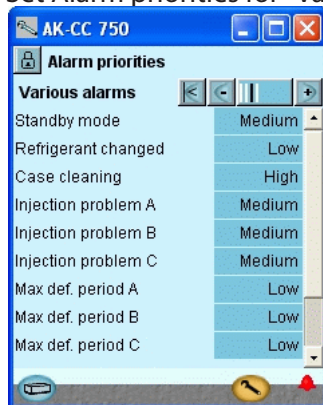 Set Alarm priorities for "Va
AK-CC 750
Alarm priorities
Various alarms
Standby mode Medium
Refrigerant changed Low
Case cleaning High
Injection problem A Medium
Injection problem B Medium
Injection problem C Medium
Max def. period A Low
Max def. period B Low
Max def. period C Low